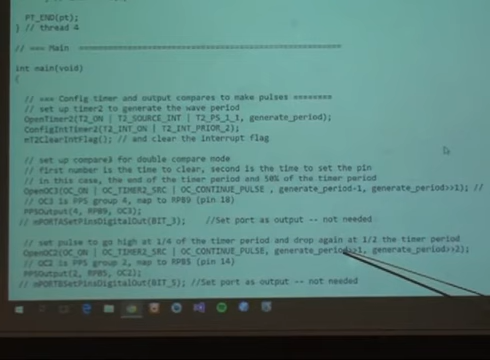 PT_END(pt);
} // thread 4
// === Main ===========================================
int main(void)
{
// === Config timer and output compares to make pulses ========
// set up timer2 to generate the wave period
OpenTimer2(T2_ON | T2_SOURCE_INT | T2_PS_1_1, generate_period);
ConfigIntTimer2(T2_INT_ON | T2_INT_PRIOR_2);
mT2ClearIntFlag(); // and clear the interrupt flag
// set up compare3 for double compare mode
// first number is the time to clear, second is the time to set the pin
// in this case, the end of the timer period and 50% of the timer period
OpenOC3(OC_ON | OC_TIMER2_SRC | OC_CONTINUE_PULSE , generate_period-1, generate_period>>1); //
// OC3 is PPS group 4, map to RPB9 (pin 18)
PPSOutput(4, RPB9, OC3);
// mPORTASetPinsDigitalOut(BIT_3); //Set port as output -- not needed
// set pulse to go high at 1/4 of the timer period and drop again at 1/2 the timer period
OpenOC2(OC_ON | OC_TIMER2_SRC | OC_CONTINUE_PULSE, generate_period>>1, generate_period>>2);
// OC2 is PPS group 2, map to RPB5 (pin 14)
PPSOutput(2, RPB5, OC2);
// mPORTBSetPinsDigitalOut(BIT_5); //Set port as output -- not needed